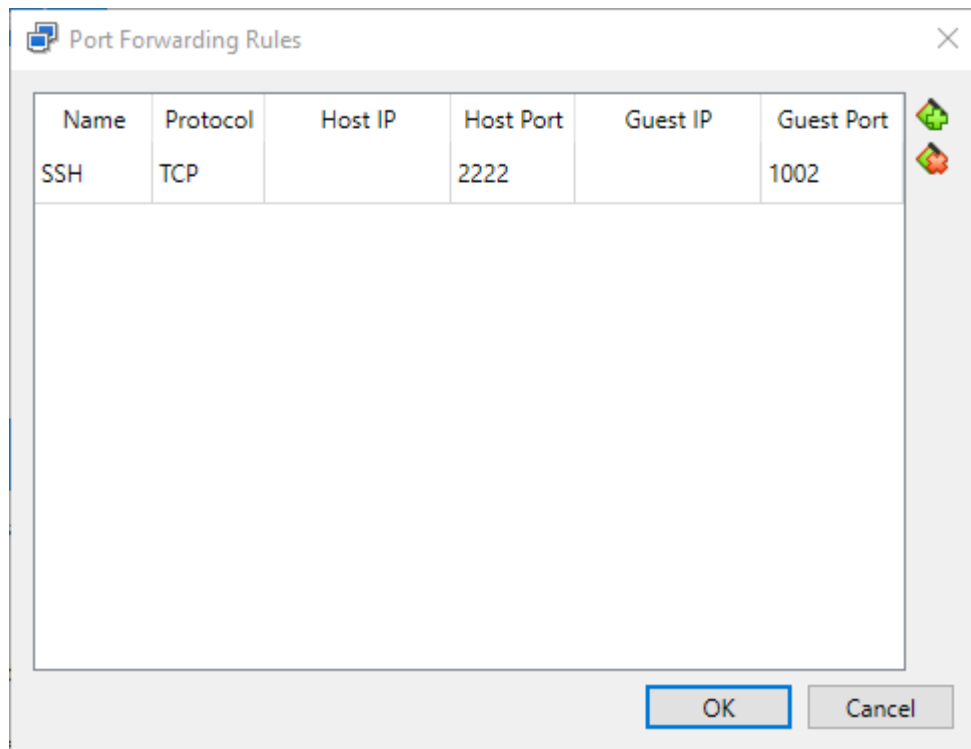 Port Forwarding Rules
Name Protocol Host IP Host Port Guest IP Guest Port
SSH TCP 2222 1002
OK Cancel